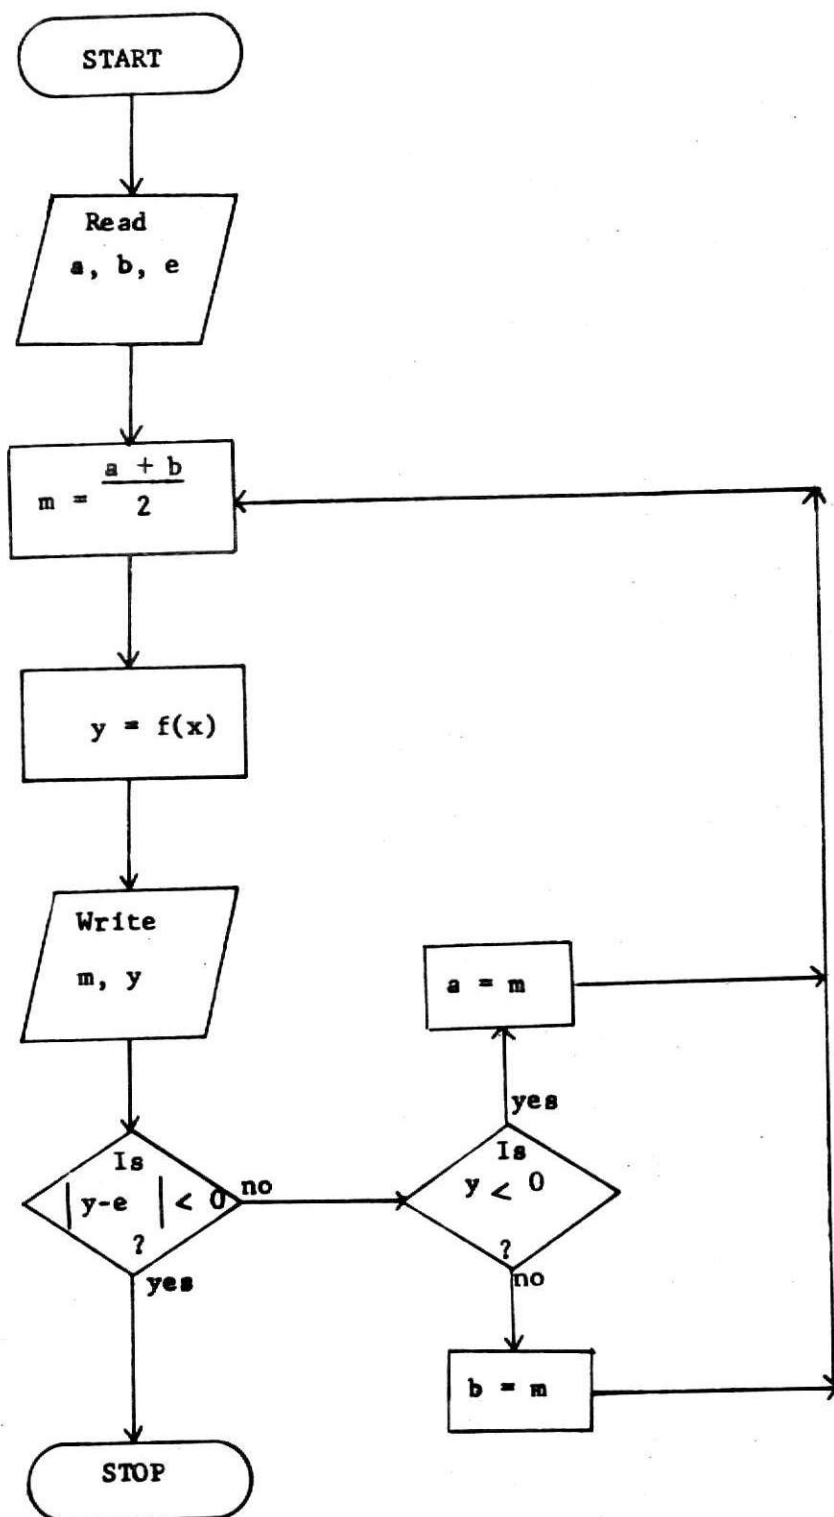 START
Read
a, b, e
m = a + b
2
y = f(x)
Write
m, y
a = m
yes
Is
|y-e| < 0
?
no
Is
y < 0
?
yes
no
b = m
STOP